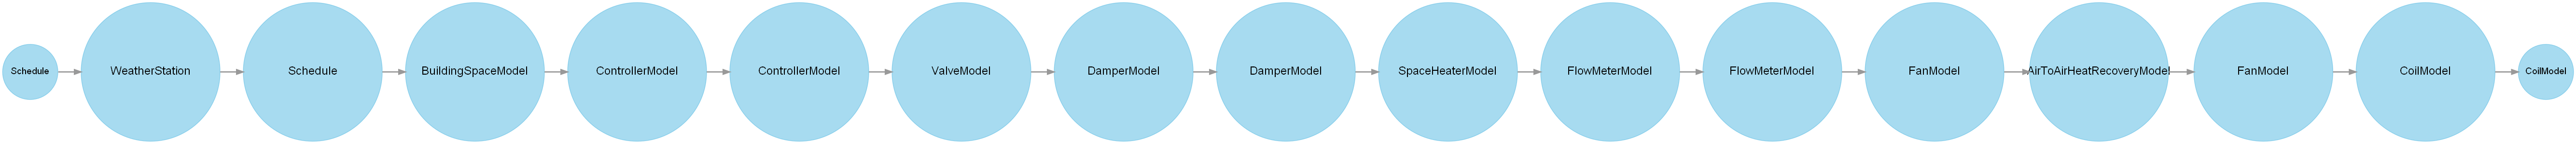 Schedule
WeatherStation
Schedule
BuildingSpaceModel
ControllerModel
ControllerModel
ValveModel
DamperModel
DamperModel
SpaceHeaterModel
FlowMeterModel
FlowMeterModel
FanModel
AirToAirHeatRecoveryModel
FanModel
CoilModel
CoilModel